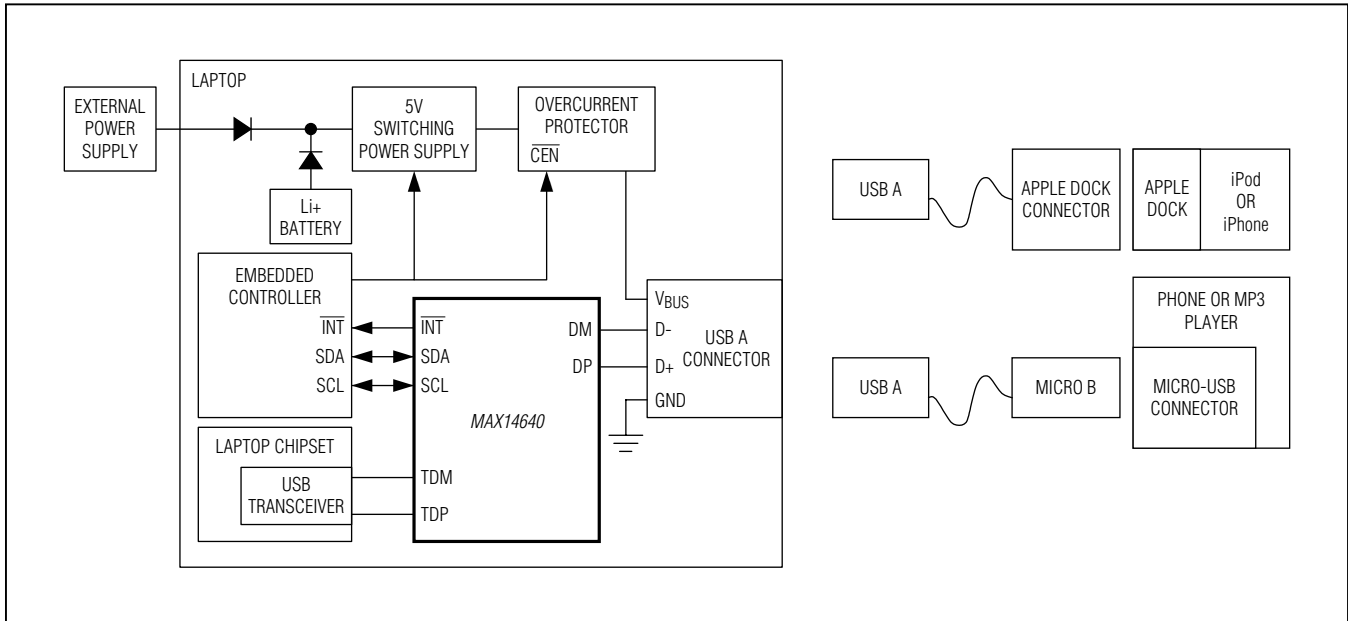 LAPTOP
EXTERNAL
POWER
SUPPLY
5V
SWITCHING
POWER SUPPLY
OVERCURRENT
PROTECTOR
CEN
Li+
BATTERY
EMBEDDED
CONTROLLER
INT
SDA
SCL
INT
SDA
SCL
DM
DP
MAX14640
TDM
TDP
LAPTOP CHIPSET
USB
TRANSCEIVER
VBUS
D-
D+
GND
USB A
CONNECTOR
USB A
APPLE DOCK
CONNECTOR
APPLE
DOCK
iPod
OR
iPhone
USB A
MICRO B
PHONE OR MP3
PLAYER
MICRO-USB
CONNECTOR